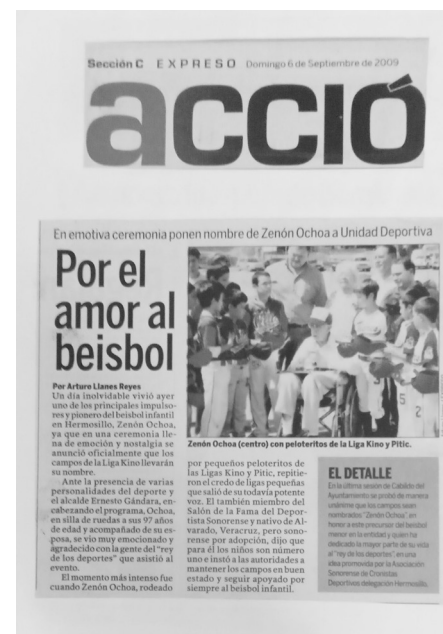 Sección C EXPRESO Domingo 6 de Septiembre de 2009
acció
En emotiva ceremonia ponen nombre de Zenón Ochoa a Unidad Deportiva
Por el
amor al
beisbol
Por Arturo Llanes Reyes
Un día inolvidable vivió ayer
uno de los principales impulso-
res y pionero del beisbol infantil
en Hermosillo, Zenón Ochoa,
ya que en una ceremonia lle-
na de emoción y nostalgia se
anunció oficialmente que los
campos de la Liga Kino llevarán
su nombre.
Ante la presencia de varias
personalidades del deporte y
el alcalde Ernesto Gándara, en-
cabezando el programa, Ochoa,
en silla de ruedas a sus 97 años
de edad y acompañado de su es-
posa, se vio muy emocionado y
agradecido con la gente del "rey
de los deportes" que asistió al
evento.
El momento más intenso fue
cuando Zenón Ochoa, rodeado
Zenón Ochoa (centro) con peloteritos de la Liga Kino y Pitic.
por pequeños peloteritos de
las Ligas Kino y Pitic, repitie-
ron el credo de ligas pequeñas
que salió de su todavía potente
voz. El también miembro del
Salón de la Fama del Depor-
tista Sonorense y nativo de Al-
varado, Veracruz, pero sono-
rense por adopción, dijo que
para él los niños son número
uno e instó a las autoridades a
mantener los campos en buen
estado y seguir apoyado por
siempre al beisbol infantil.
EL DETALLE
En la última sesión de Cabildo del
Ayuntamiento se probó de manera
unánime que los campos sean
nombrados "Zenón Ochoa", en
honor a este precursor del beisbol
menor en la entidad y quien ha
dedicado la mayor parte de su vida
al "rey de los deportes", en una
idea promovida por la Asociación
Sonorense de Cronistas
Deportivos delegación Hermosillo.